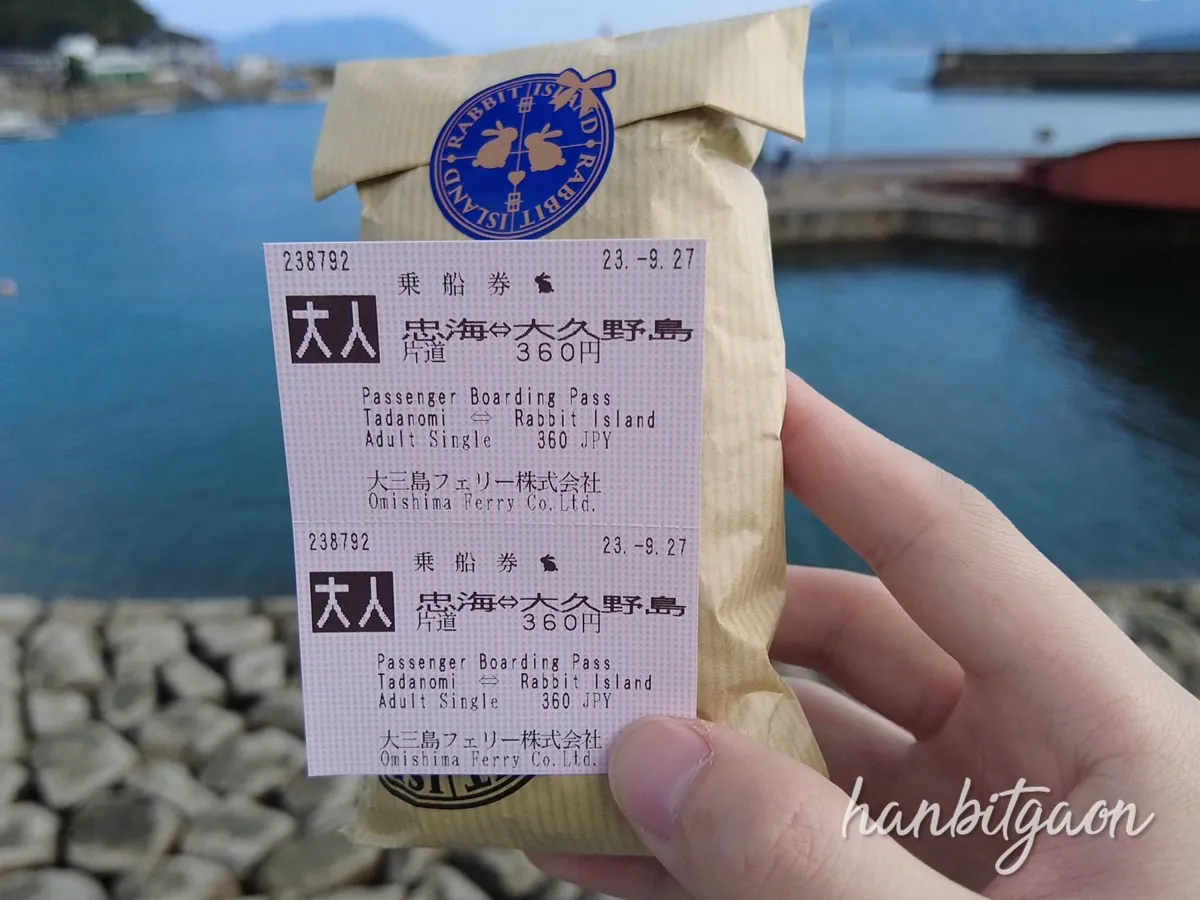 RABBIT ISLAND • RABBIT ISLAND •
238792 23.-9.27
乗船券
大人
忠海⇔大久野島
片道 360円
Passenger Boarding Pass
Tadanomi ⇔ Rabbit Island
Adult Single 360 JPY
大三島フェリー株式会社
Omishima Ferry Co.Ltd.
238792 23.-9.27
乗船券
大人
忠海⇔大久野島
片道 360円
Passenger Boarding Pass
Tadanomi ⇔ Rabbit Island
Adult Single 360 JPY
大三島フェリー株式会社
Omishima Ferry Co.Ltd.
hanbitgaon